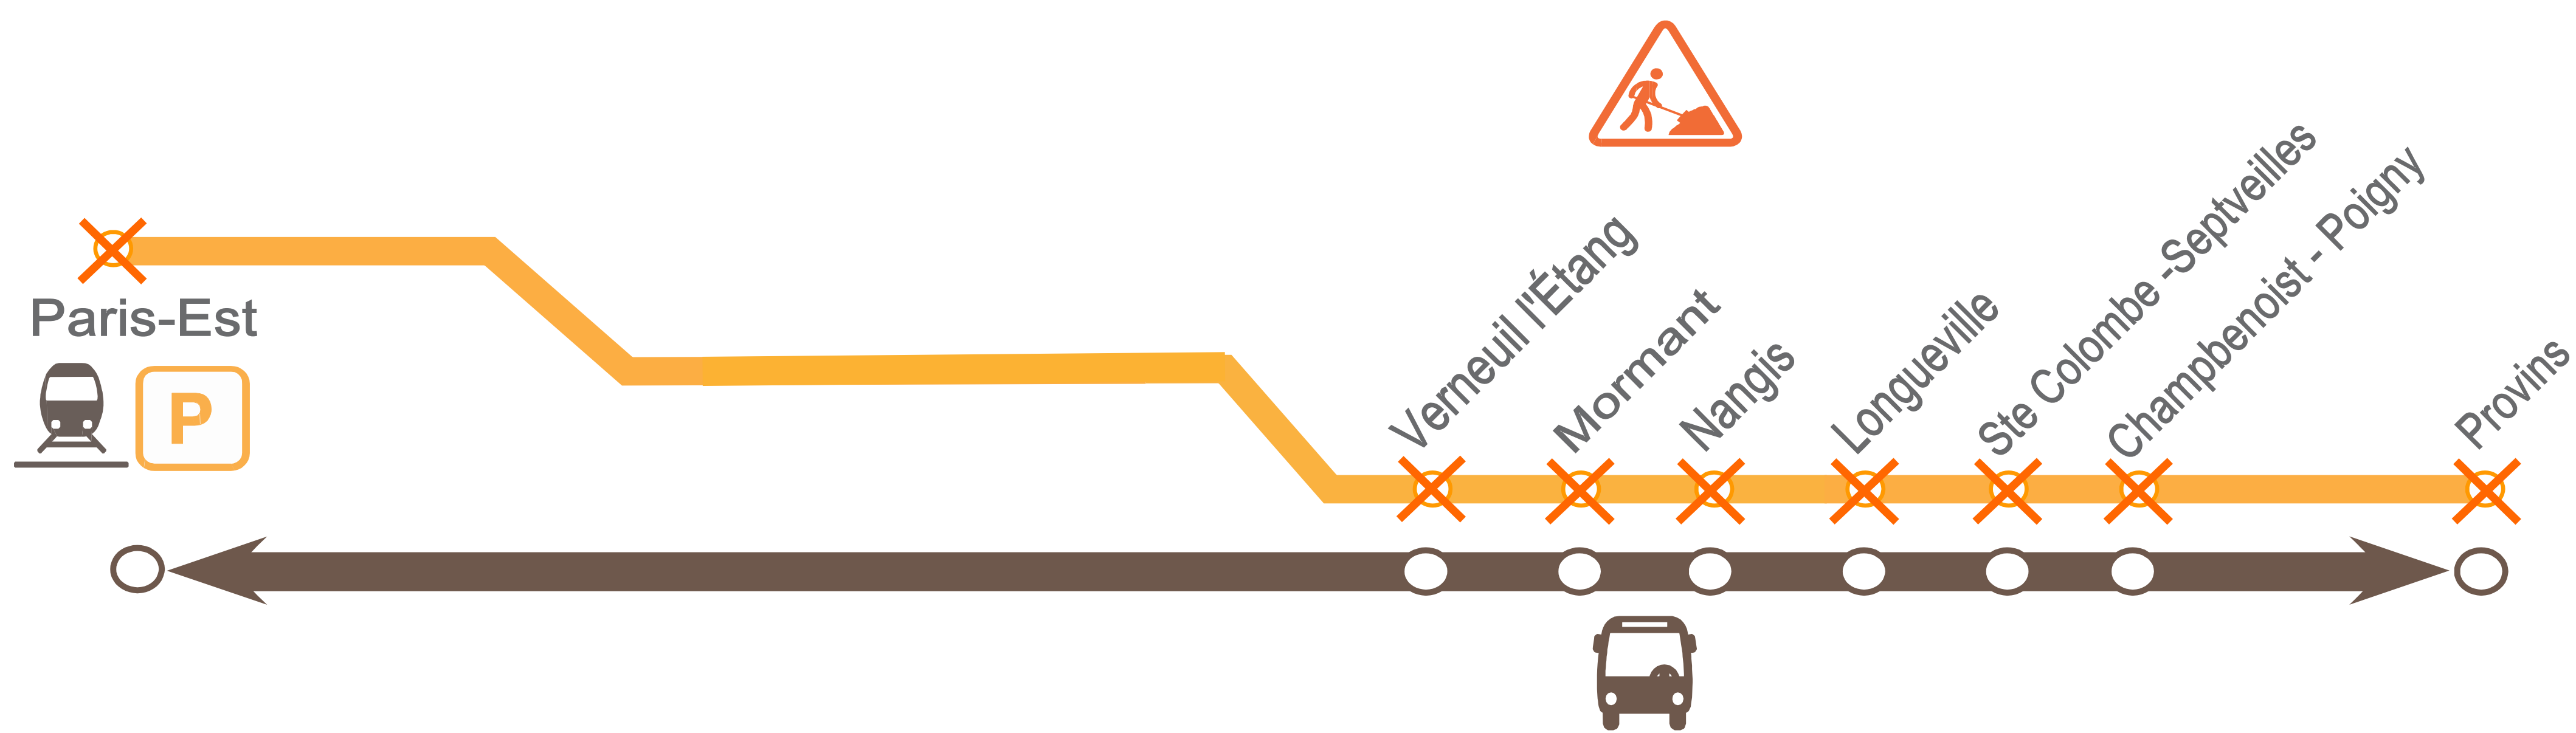 Paris-Est
P
Verneuil l'Étang
Mormant
Nangis
Longueville
Ste Colombe -Septveilles
Champbenoist - Poigny
Provins